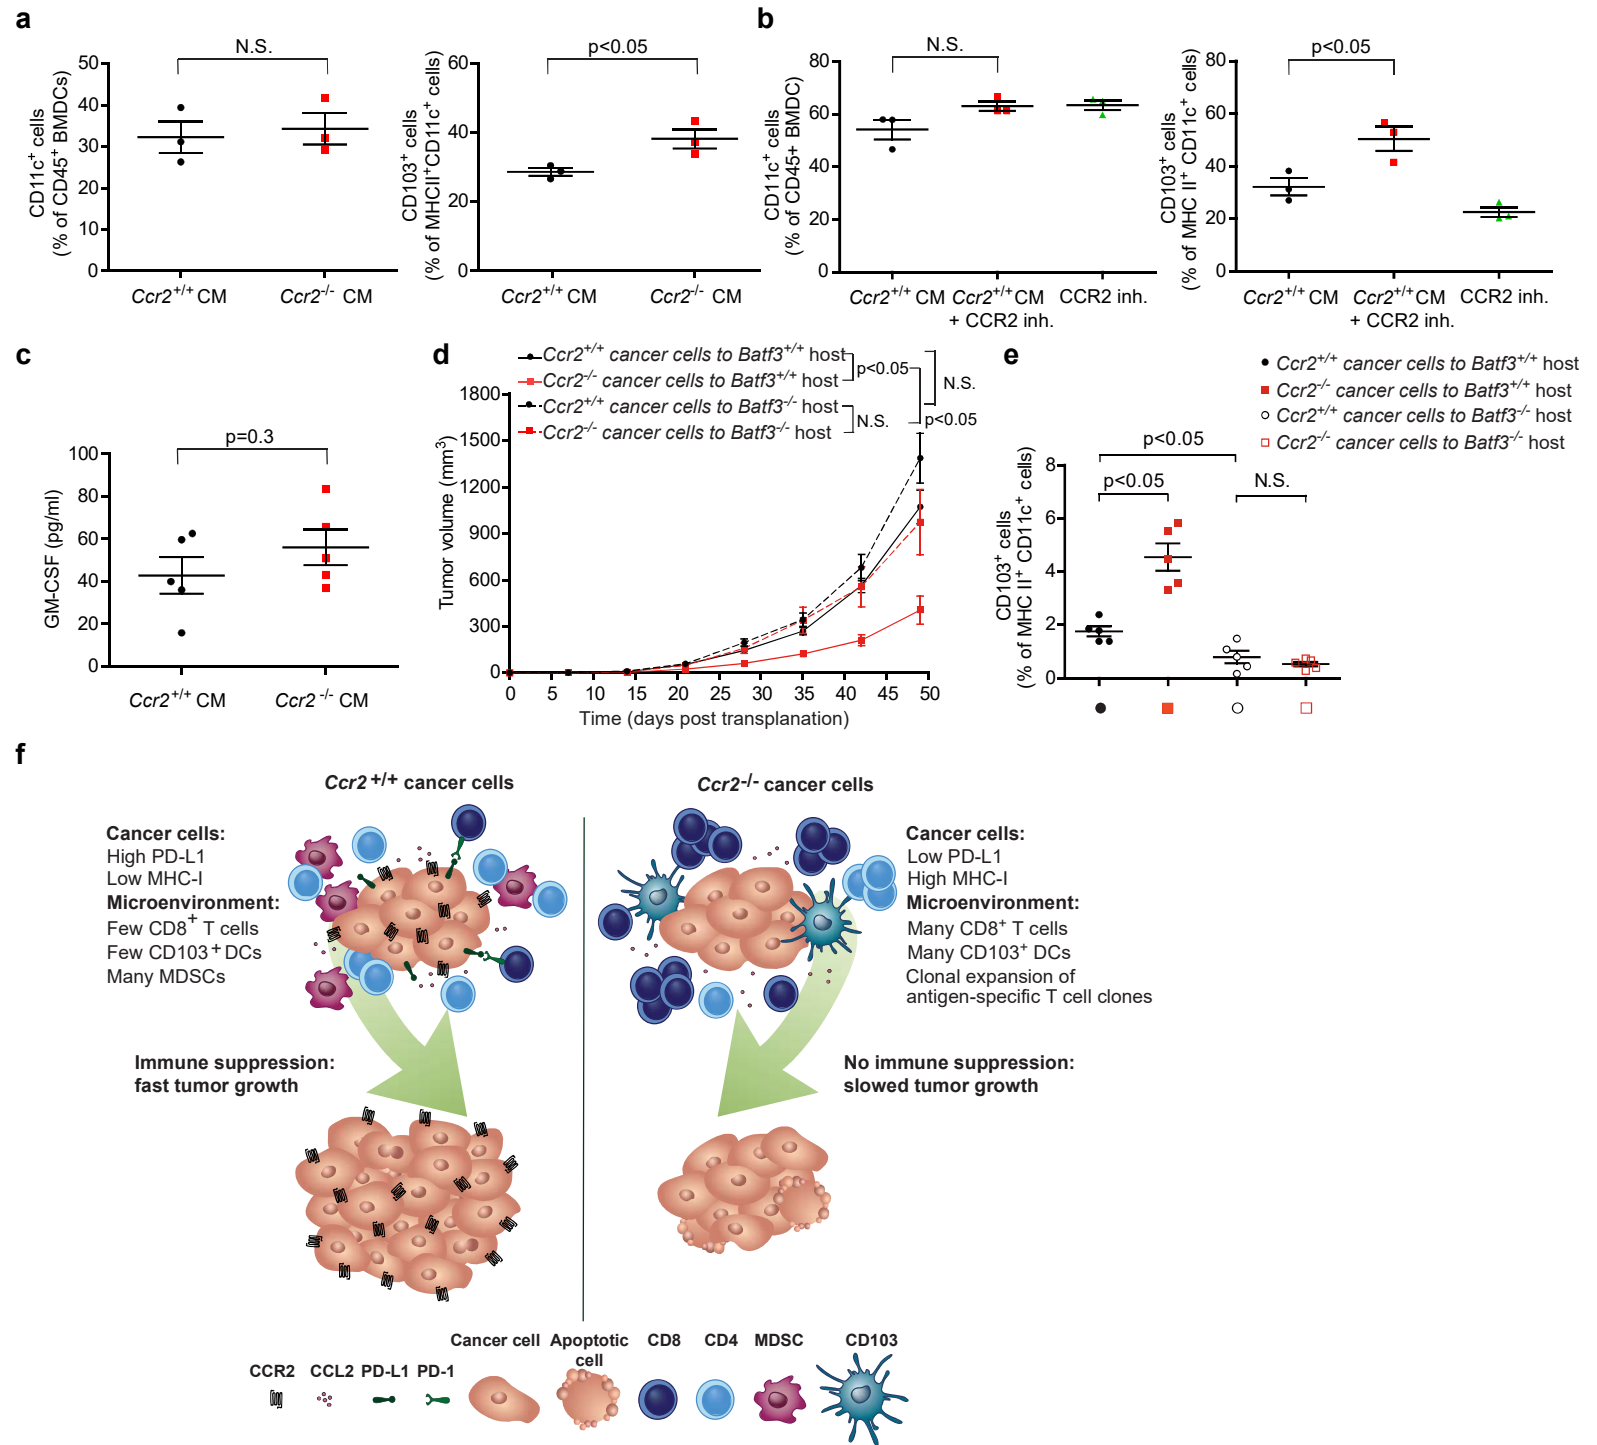 a
N.S.
CD11c+ cells
(% of CD45+ BMDCs)
50
40
30
20
10
0
Ccr2+/+ CM
Ccr2-/- CM
p<0.05
CD103+ cells
(% of MHCII+CD11c+ cells)
60
40
20
0
Ccr2+/+ CM
Ccr2-/- CM
b
N.S.
CD11c+ cells
(% of CD45+ BMDC)
80
60
40
20
0
Ccr2+/+ CM
Ccr2+/+CM
+ CCR2 inh.
CCR2 inh.
p<0.05
CD103+ cells
(% of MHC II+ CD11c+ cells)
80
60
40
20
0
Ccr2+/+ CM
Ccr2+/+ CM
+ CCR2 inh.
CCR2 inh.
c
p=0.3
GM-CSF (pg/ml)
100
80
60
40
20
0
Ccr2+/+ CM
Ccr2 -/- CM
d
Ccr2+/+ cancer cells to Batf3+/+ host
Ccr2-/- cancer cells to Batf3+/+ host
Ccr2+/+ cancer cells to Batf3-/- host
Ccr2-/- cancer cells to Batf3-/- host
p<0.05
N.S.
N.S.
p<0.05
Tumor volume (mm3)
1800
1500
1200
900
600
300
0
0 5 10 15 20 25 30 35 40 45 50
Time (days post transplanation)
e
Ccr2+/+ cancer cells to Batf3+/+ host
Ccr2-/- cancer cells to Batf3+/+ host
Ccr2+/+ cancer cells to Batf3-/- host
Ccr2-/- cancer cells to Batf3-/- host
p<0.05
p<0.05
N.S.
CD103+ cells
(% of MHC II+ CD11c+ cells)
8
6
4
2
0
f
Ccr2 +/+ cancer cells
Cancer cells:
High PD-L1
Low MHC-I
Microenvironment:
Few CD8+ T cells
Few CD103+ DCs
Many MDSCs
Immune suppression:
fast tumor growth
Ccr2-/- cancer cells
Cancer cells:
Low PD-L1
High MHC-I
Microenvironment:
Many CD8+ T cells
Many CD103+ DCs
Clonal expansion of
antigen-specific T cell clones
No immune suppression:
slowed tumor growth
CCR2
CCL2
PD-L1
PD-1
Cancer cell
Apoptotic
cell
CD8
CD4
MDSC
CD103